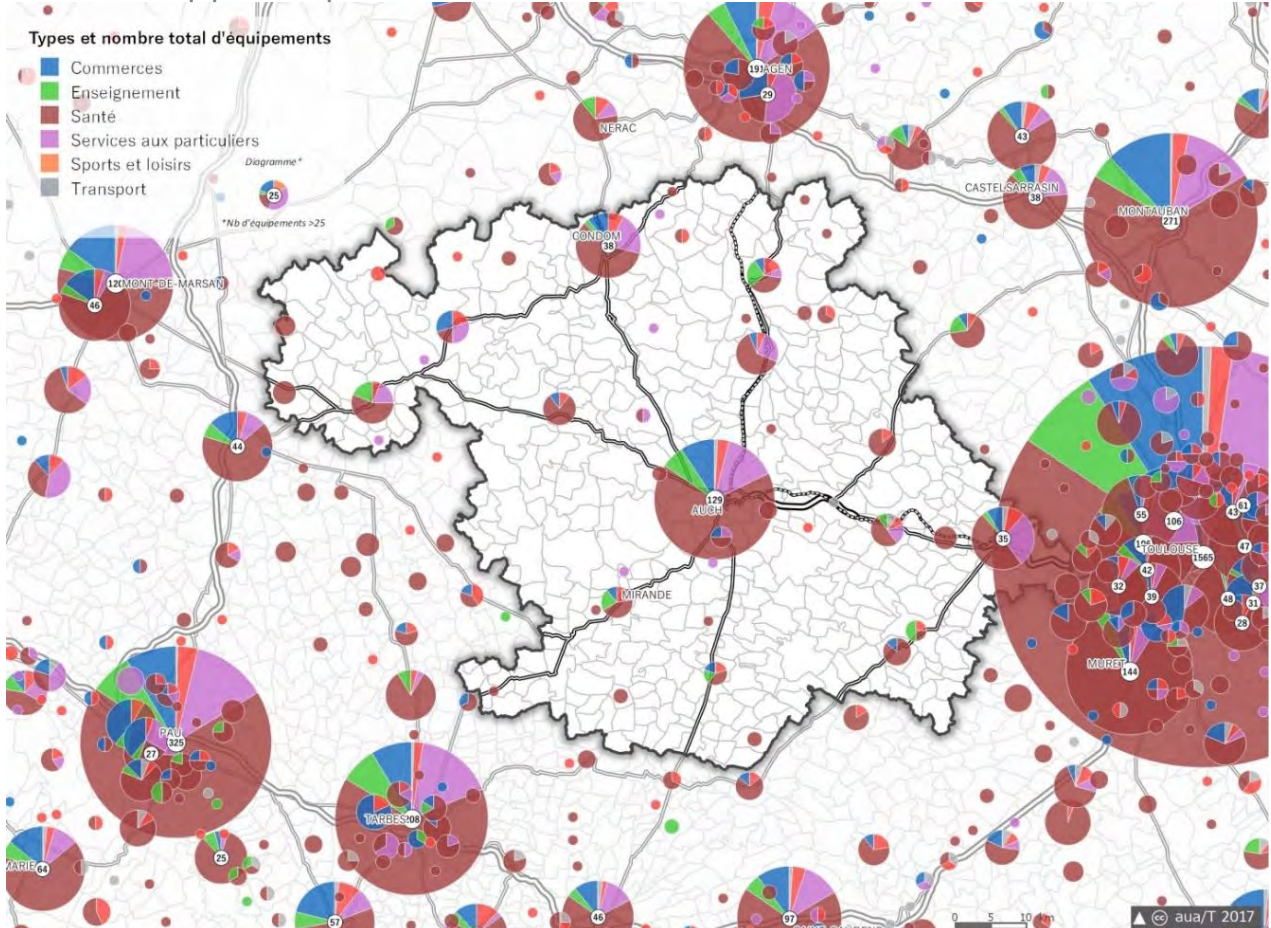 Types et nombre total d'équipements
Commerces
Enseignement
Santé
Services aux particuliers
Sports et loisirs
Transport
Diagramme*
25
*Nb d'équipements >25
191
AGEN
29
NERAC
43
CASTELSARRASIN
38
MONTAUBAN
271
CONDOM
38
MONT-DE-MARSAN
46
44
129
AUCH
35
MIRANDE
55
106
43
61
TOULOUSE
1565
47
42
32
39
37
48
31
28
MURET
144
PAU
325
27
TARBES
208
MARIE
64
25
57
46
97
0 5 10 km
aua/T 2017